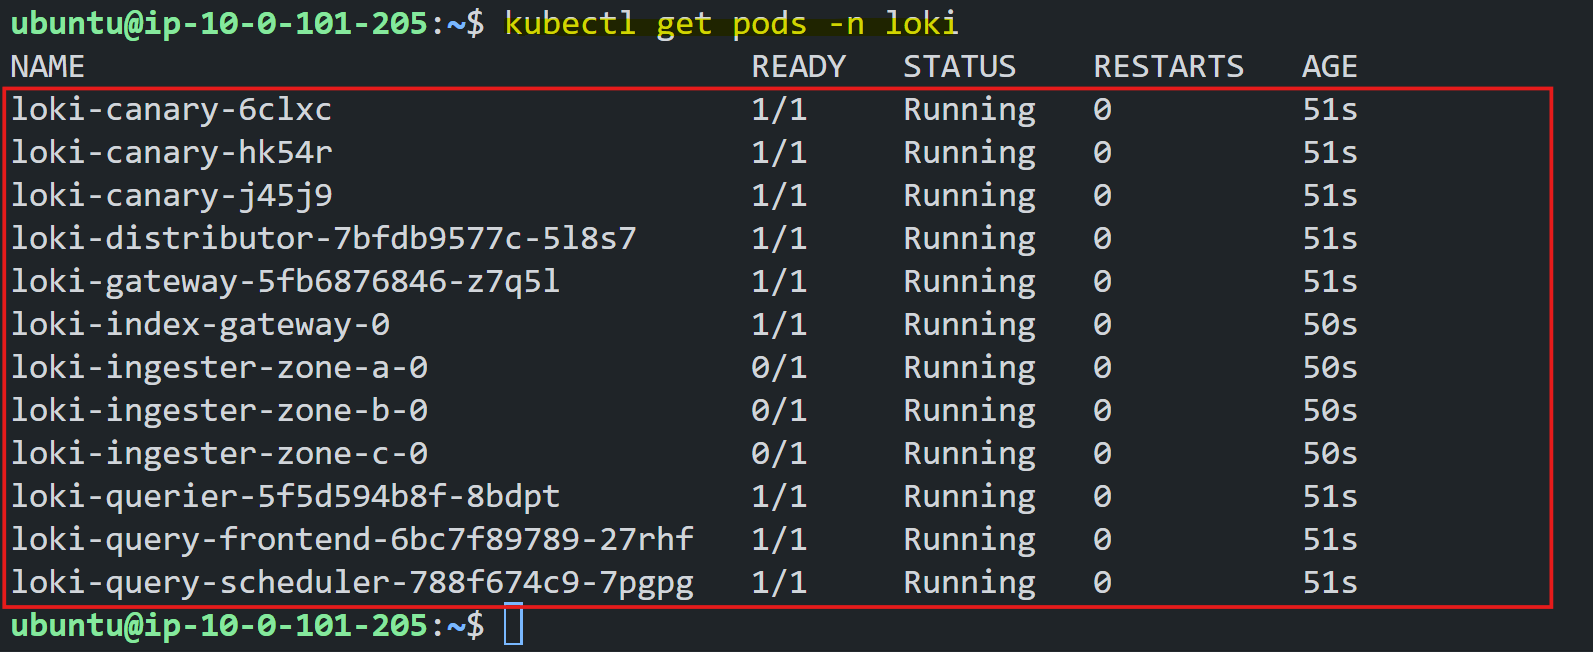 ubuntu@ip-10-0-101-205:~$ kubectl get pods -n loki
NAME READY STATUS RESTARTS AGE
loki-canary-6clxc 1/1 Running 0 51s
loki-canary-hk54r 1/1 Running 0 51s
loki-canary-j45j9 1/1 Running 0 51s
loki-distributor-7bfdb9577c-5l8s7 1/1 Running 0 51s
loki-gateway-5fb6876846-z7q5l 1/1 Running 0 51s
loki-index-gateway-0 1/1 Running 0 50s
loki-ingester-zone-a-0 0/1 Running 0 50s
loki-ingester-zone-b-0 0/1 Running 0 50s
loki-ingester-zone-c-0 0/1 Running 0 50s
loki-querier-5f5d594b8f-8bdpt 1/1 Running 0 51s
loki-query-frontend-6bc7f89789-27rhf 1/1 Running 0 51s
loki-query-scheduler-788f674c9-7pgpg 1/1 Running 0 51s
ubuntu@ip-10-0-101-205:~$